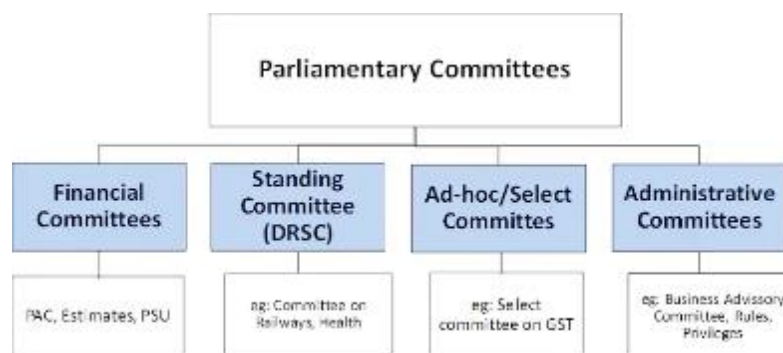 Parliamentary Committees
Financial
Committees
Standing
Committee
(DRSC)
Ad-hoc/Select
Committes
Administrative
Committees
PAC, Estimates, PSU
eg: Committee on
Railways, Health
eg: Select
committee on GST
eg: Business Advisory
Committee, Rules,
Privileges